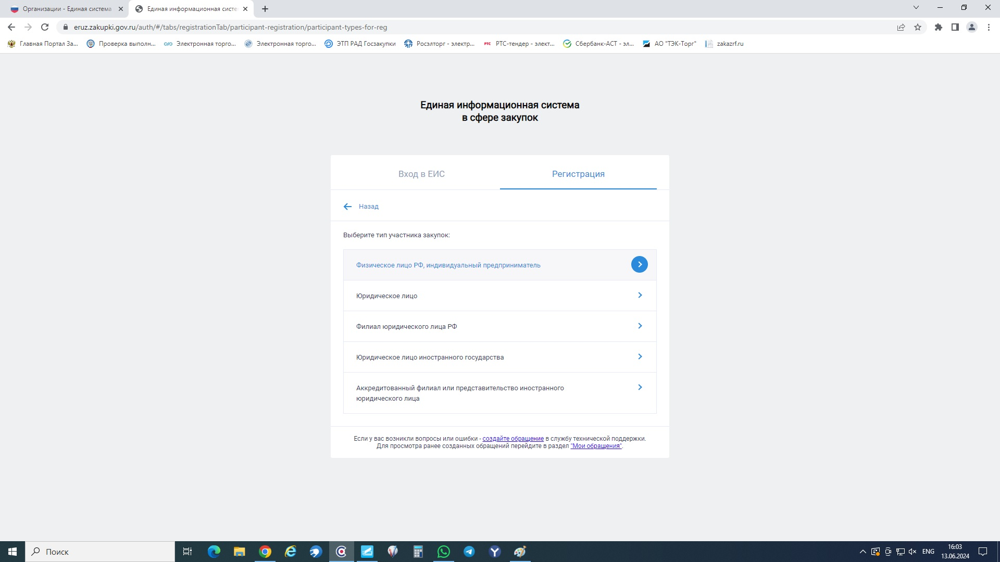 Организации - Единая система
Единая информационная систе
eruz.zakupki.gov.ru/auth/#/tabs/registrationTab/participant-registration/participant-types-for-reg
Главная Портал За...
Проверка выполн...
Электронная торго...
Электронная торго...
ЭТП РАД Госзакупки
Росэлторг - электр...
РТС-тендер - элект...
Сбербанк-АСТ - эл...
АО "ТЭК-Торг"
zakazrf.ru
Единая информационная система
в сфере закупок
Вход в ЕИС
Регистрация
Назад
Выберите тип участника закупок:
Физическое лицо РФ, индивидуальный предприниматель
Юридическое лицо
Филиал юридического лица РФ
Юридическое лицо иностранного государства
Аккредитованный филиал или представительство иностранного
юридического лица
Если у вас возникли вопросы или ошибки - создайте обращение в службу технической поддержки.
Для просмотра ранее созданных обращений перейдите в раздел "Мои обращения".
Поиск
ENG
16:03
13.06.2024